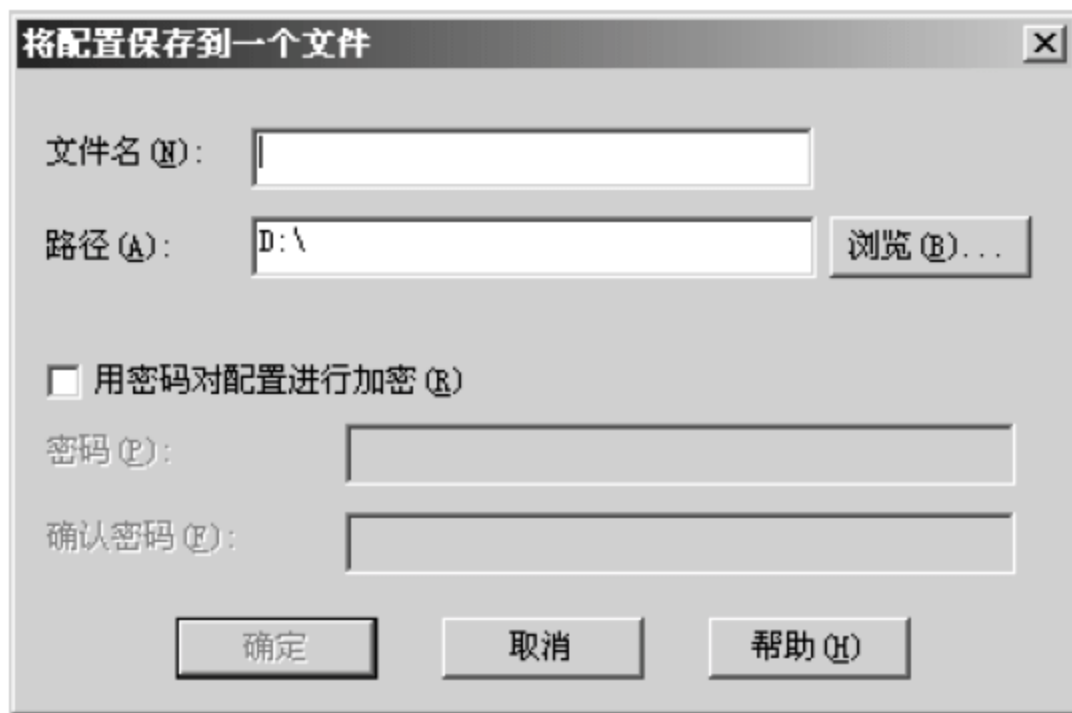 将配置保存到一个文件
文件名(N):
路径(A): D:\ 浏览(B)...
用密码对配置进行加密(R)
密码(P):
确认密码(F):
确定 取消 帮助(H)